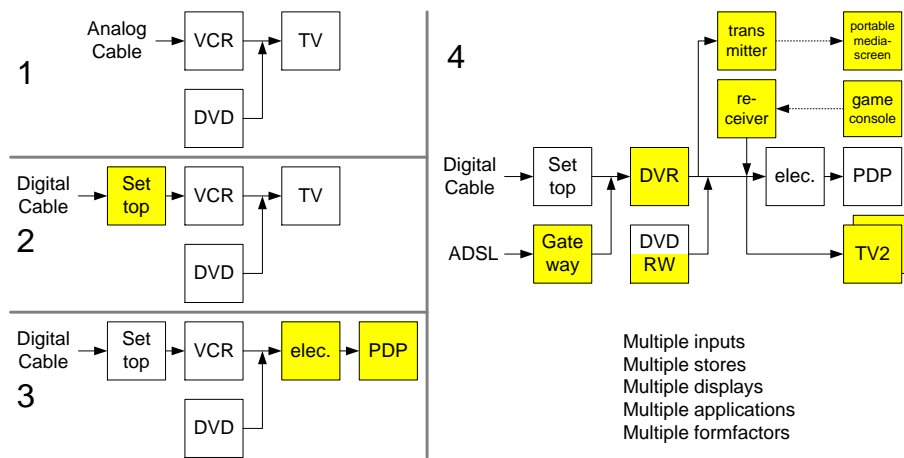 1
Analog
Cable
VCR
TV
DVD
2
Digital
Cable
Set
top
VCR
TV
DVD
3
Digital
Cable
Set
top
VCR
elec.
PDP
DVD
4
trans
mitter
portable
media-
screen
re-
ceiver
game
console
Digital
Cable
Set
top
DVR
elec.
PDP
ADSL
Gate
way
DVD
RW
TV2
Multiple inputs
Multiple stores
Multiple displays
Multiple applications
Multiple formfactors